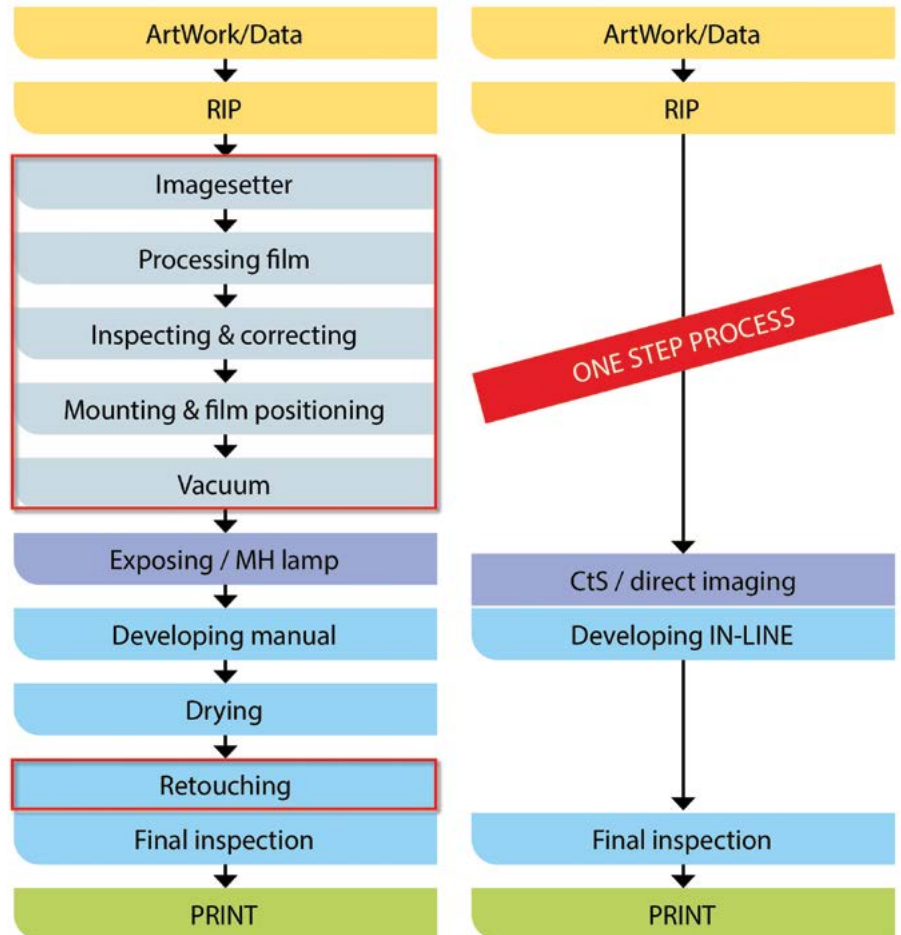 ArtWork/Data
RIP
Imagesetter
Processing film
Inspecting & correcting
Mounting & film positioning
Vacuum
Exposing / MH lamp
Developing manual
Drying
Retouching
Final inspection
PRINT
ArtWork/Data
RIP
ONE STEP PROCESS
CtS / direct imaging
Developing IN-LINE
Final inspection
PRINT